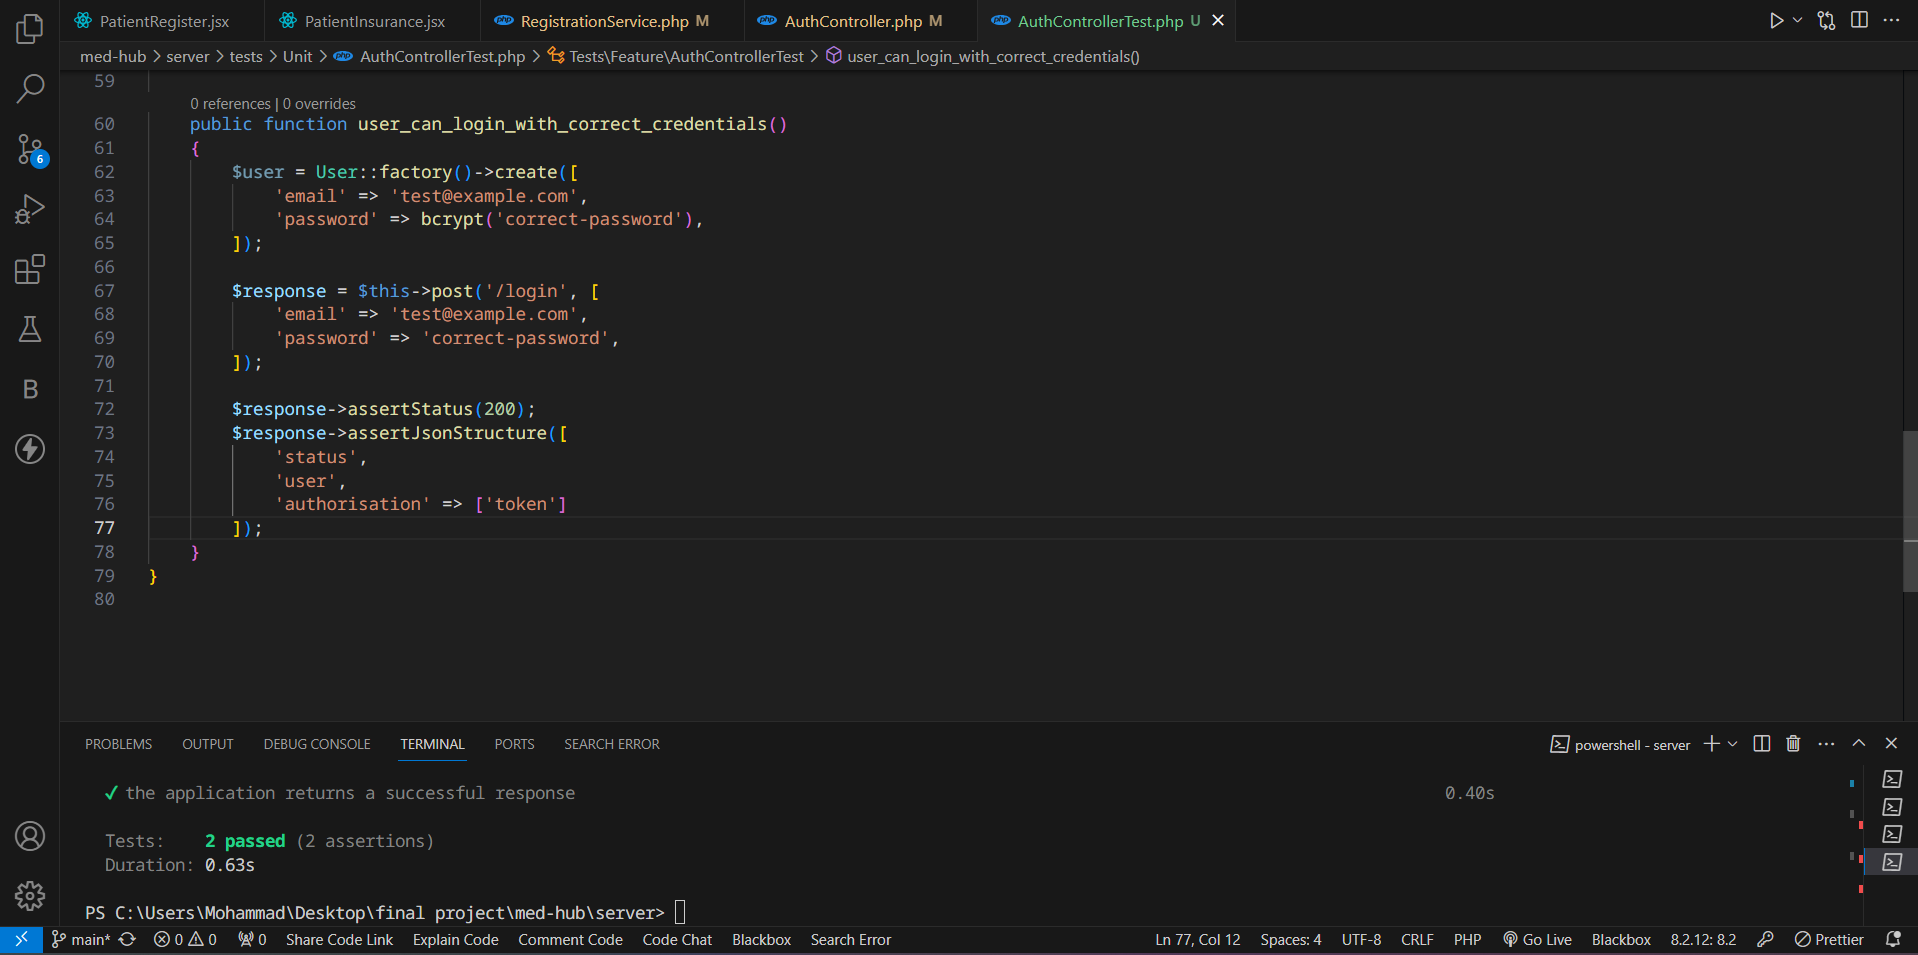 PatientRegister.jsx PatientInsurance.jsx php RegistrationService.php M php AuthController.php M php AuthControllerTest.php U
med-hub > server > tests > Unit > php AuthControllerTest.php > Tests\Feature\AuthControllerTest > user_can_login_with_correct_credentials()
59
0 references | 0 overrides
60 public function user_can_login_with_correct_credentials()
61 {
62 $user = User::factory()->create([
63 'email' => 'test@example.com',
64 'password' => bcrypt('correct-password'),
65 ]);
66
67 $response = $this->post('/login', [
68 'email' => 'test@example.com',
69 'password' => 'correct-password',
70 ]);
71
72 $response->assertStatus(200);
73 $response->assertJsonStructure([
74 'status',
75 'user',
76 'authorisation' => ['token']
77 ]);
78 }
79 }
80
6
B
PROBLEMS OUTPUT DEBUG CONSOLE TERMINAL PORTS SEARCH ERROR powershell - server
✓ the application returns a successful response 0.40s
Tests: 2 passed (2 assertions)
Duration: 0.63s
PS C:\Users\Mohammad\Desktop\final project\med-hub\server>
main* 0 0 0 Share Code Link Explain Code Comment Code Code Chat Blackbox Search Error Ln 77, Col 12 Spaces: 4 UTF-8 CRLF PHP Go Live Blackbox 8.2.12: 8.2 Prettier